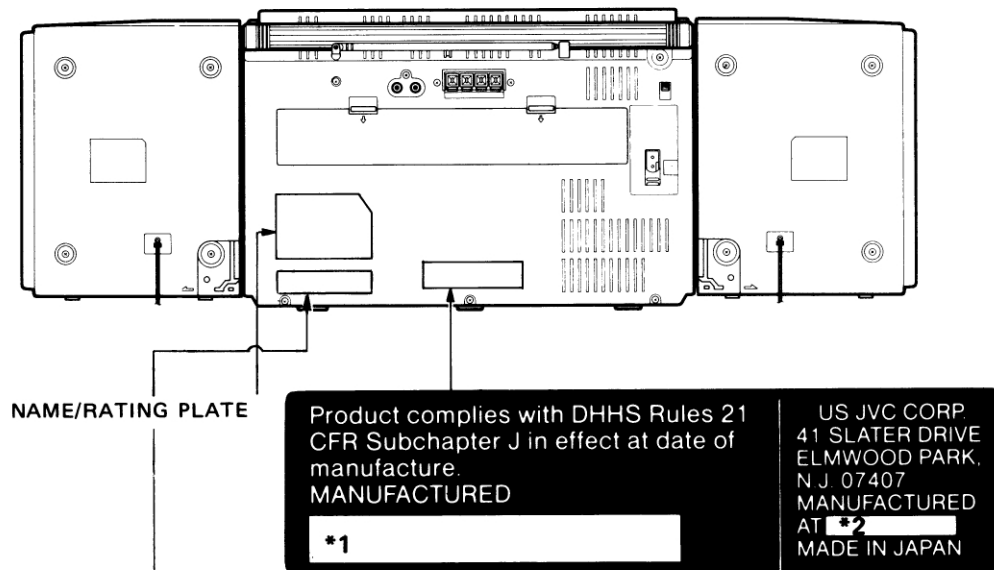 NAME/RATING PLATE
Product complies with DHHS Rules 21
CFR Subchapter J in effect at date of
manufacture.
MANUFACTURED
*1
US JVC CORP.
41 SLATER DRIVE
ELMWOOD PARK,
N.J. 07407
MANUFACTURED
AT *2
MADE IN JAPAN